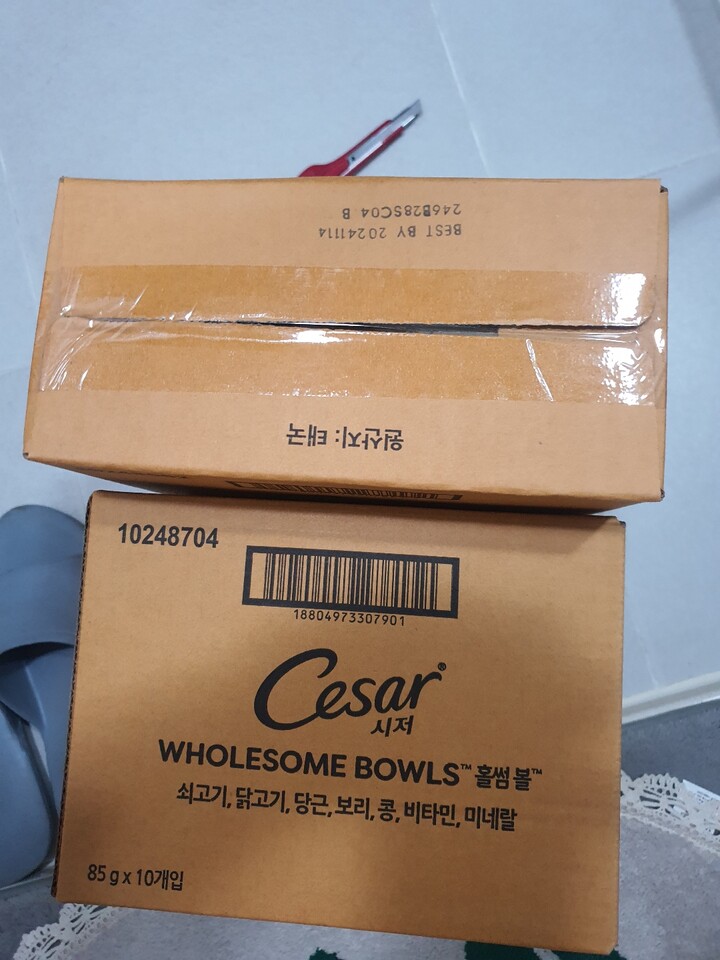 246B28SC04 B
BEST BY 20241114
원산지: 태국
10248704
18804973307901
Cesar®
시저
WHOLESOME BOWLS™ 홀썸 볼™
쇠고기, 닭고기, 당근, 보리, 콩, 비타민, 미네랄
85 g x 10개입